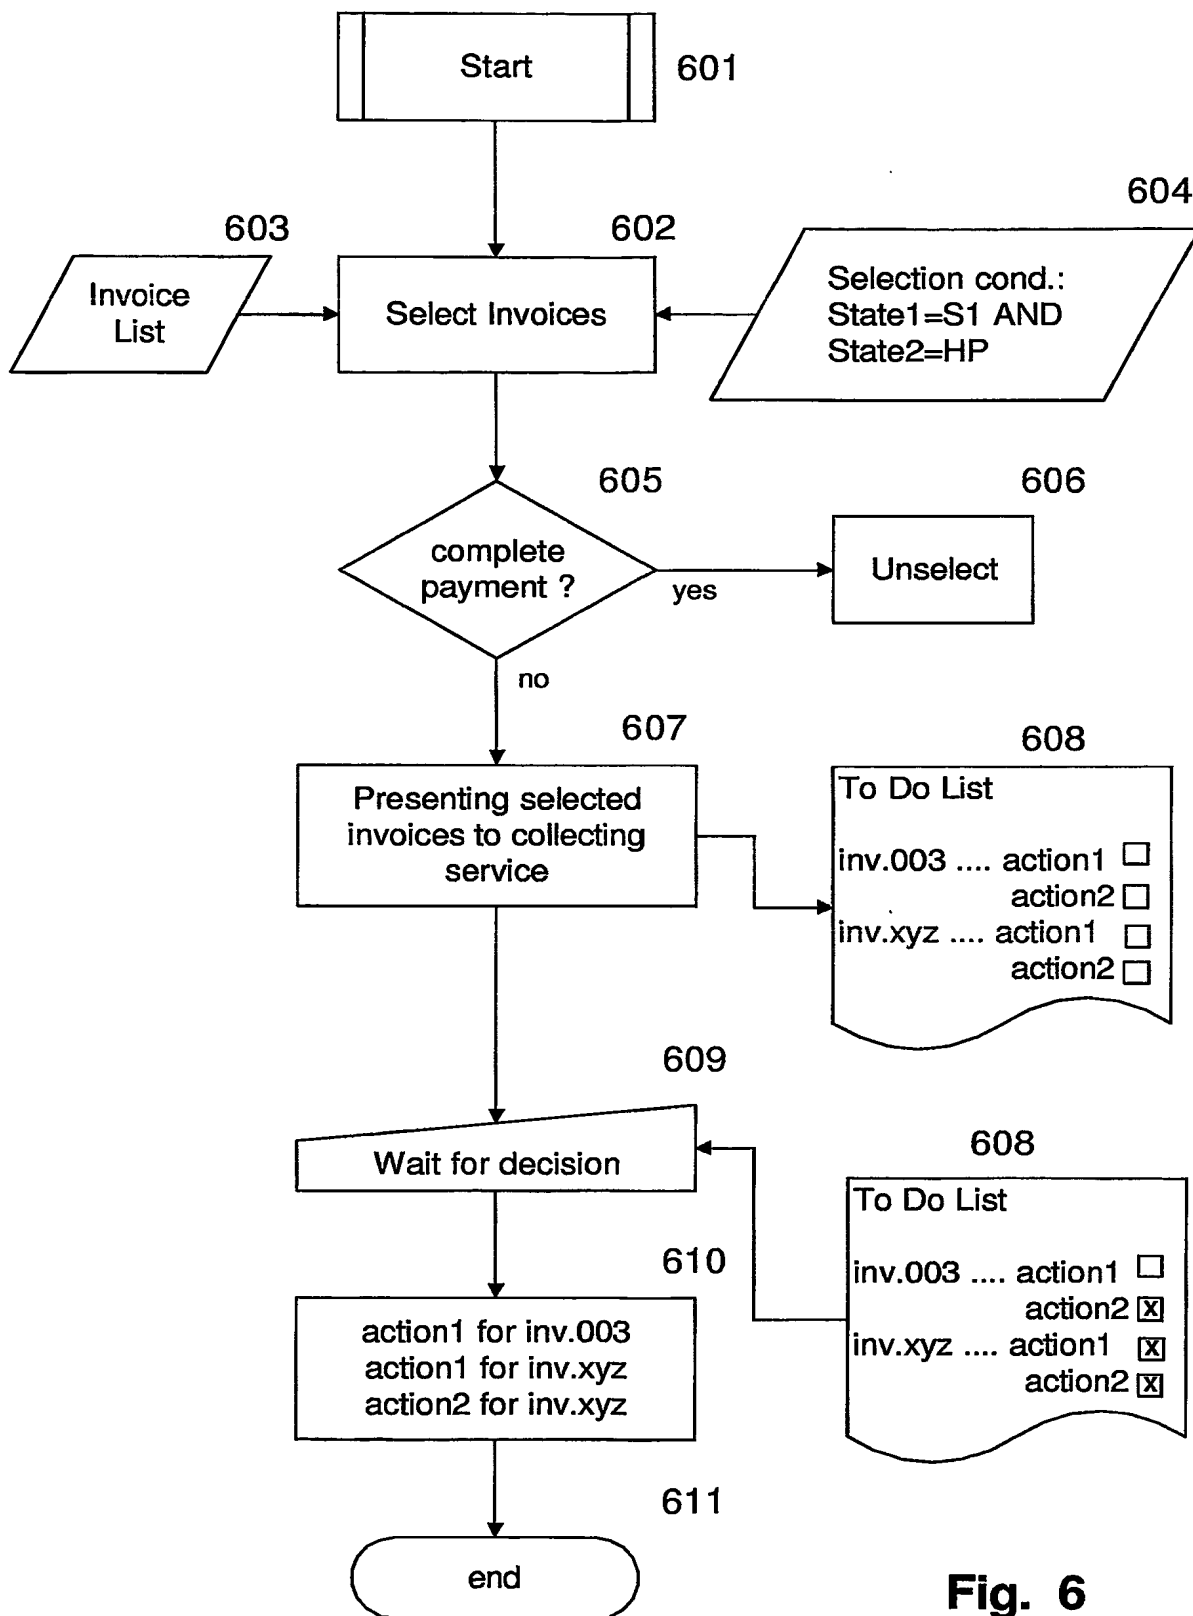 Start
601
603
602
604
Invoice
List
Select Invoices
Selection cond.:
State1=S1 AND
State2=HP
605
606
complete
payment ?
yes
Unselect
no
607
608
Presenting selected
invoices to collecting
service
To Do List
inv.003 .... action1
action2
inv.xyz .... action1
action2
609
Wait for decision
608
To Do List
inv.003 .... action1
action2 x
inv.xyz .... action1 x
action2 x
610
action1 for inv.003
action1 for inv.xyz
action2 for inv.xyz
611
end
Fig. 6